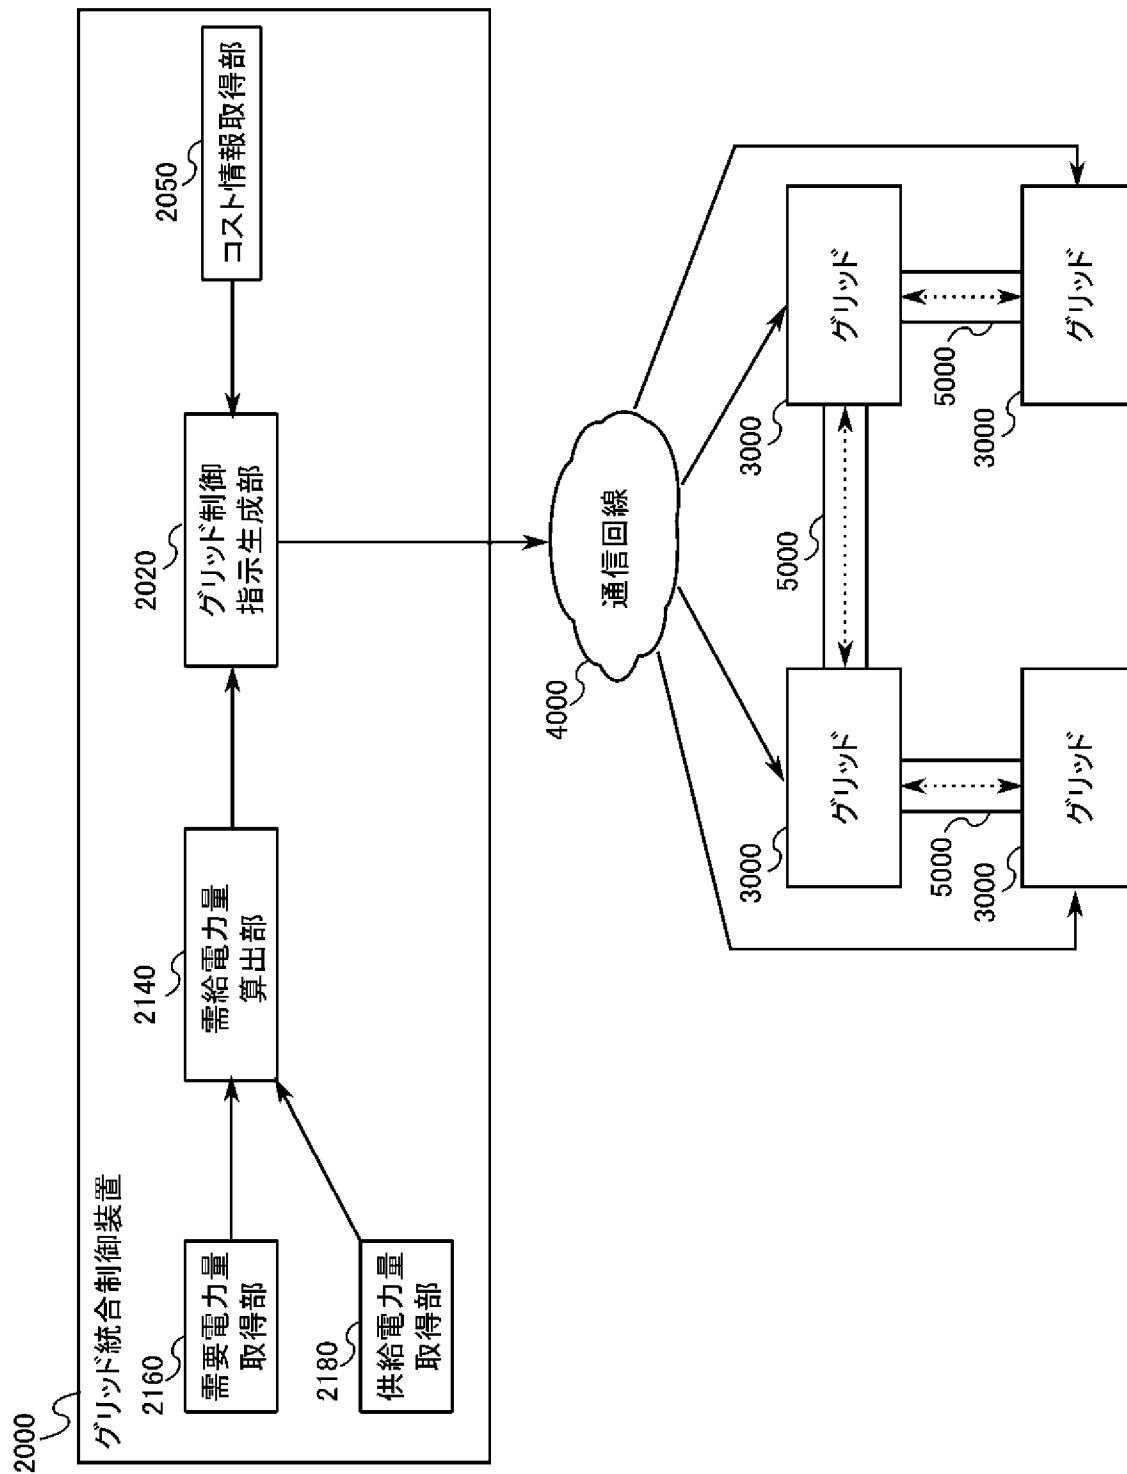 2000
グリッド統合制御装置
2160
需要電力量
取得部
2180
供給電力量
取得部
2140
需給電力量
算出部
2020
グリッド制御
指示生成部
2050
コスト情報取得部
4000
通信回線
3000
グリッド
5000
3000
グリッド
5000
3000
グリッド
5000
3000
グリッド